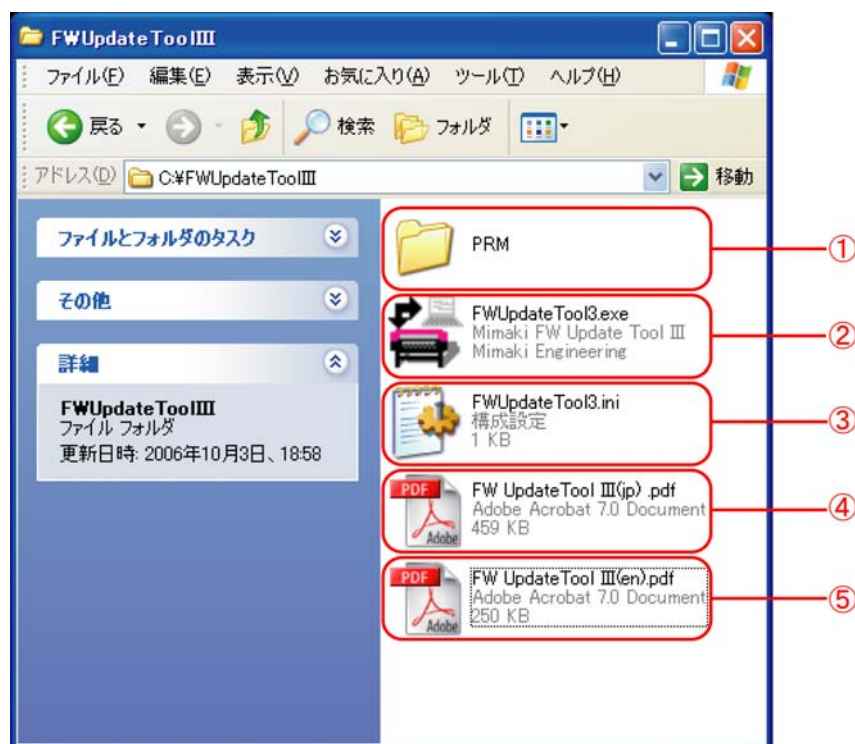 FWUpdateToolⅢ
ファイル(F) 編集(E) 表示(V) お気に入り(A) ツール(T) ヘルプ(H)
戻る 検索 フォルダ
アドレス(D) C:¥FWUpdateToolⅢ 移動
ファイルとフォルダのタスク
その他
詳細
FWUpdateToolⅢ
ファイル フォルダ
更新日時: 2006年10月3日、18:58
PRM
①
FWUpdateTool3.exe
Mimaki FW Update Tool Ⅲ
Mimaki Engineering
②
FWUpdateTool3.ini
構成設定
1 KB
③
PDF
Adobe
FW UpdateTool Ⅲ(jp) .pdf
Adobe Acrobat 7.0 Document
459 KB
④
PDF
Adobe
FW UpdateTool Ⅲ(en).pdf
Adobe Acrobat 7.0 Document
250 KB
⑤